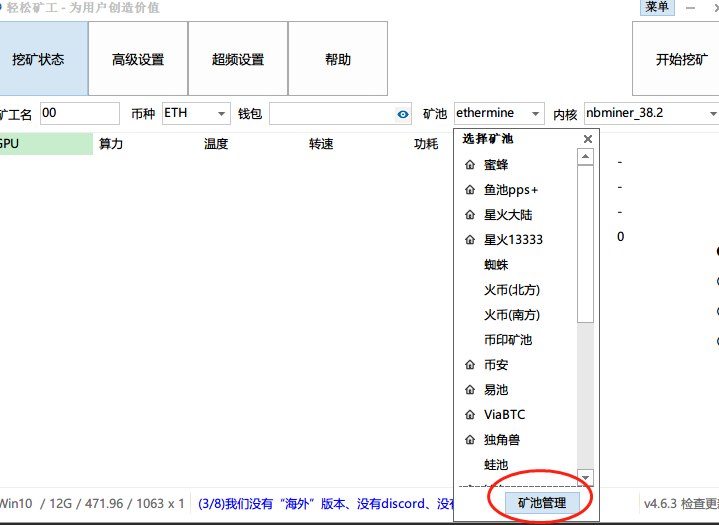 轻松矿工 - 为用户创造价值
菜单
挖矿状态
高级设置
超频设置
帮助
开始挖矿
矿工名 00 币种 ETH 钱包 矿池 ethermine 内核 nbminer_38.2
GPU 算力 温度 转速 功耗
选择矿池
蜜蜂 -
鱼池pps+ -
星火大陆 -
星火13333 0
蜘蛛
火币(北方)
火币(南方)
币印矿池
币安
易池
ViaBTC
独角兽
蛙池
矿池管理
Win10 / 12G / 471.96 / 1063 x 1
(3/8)我们没有“海外”版本、没有discord、没
v4.6.3 检查更